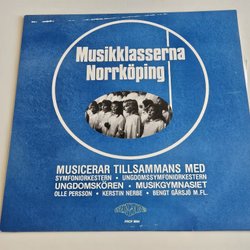 Musikklasserna
Norrköping
MUSICERAR TILLSAMMANS MED
SYMFONIORKESTERN • UNGDOMSSYMFONIORKESTERN
UNGDOMSKÖREN • MUSIKGYMNASIET
OLLE PERSSON • KERSTIN NERBE • BENGT GÅRSJÖ M.FL.